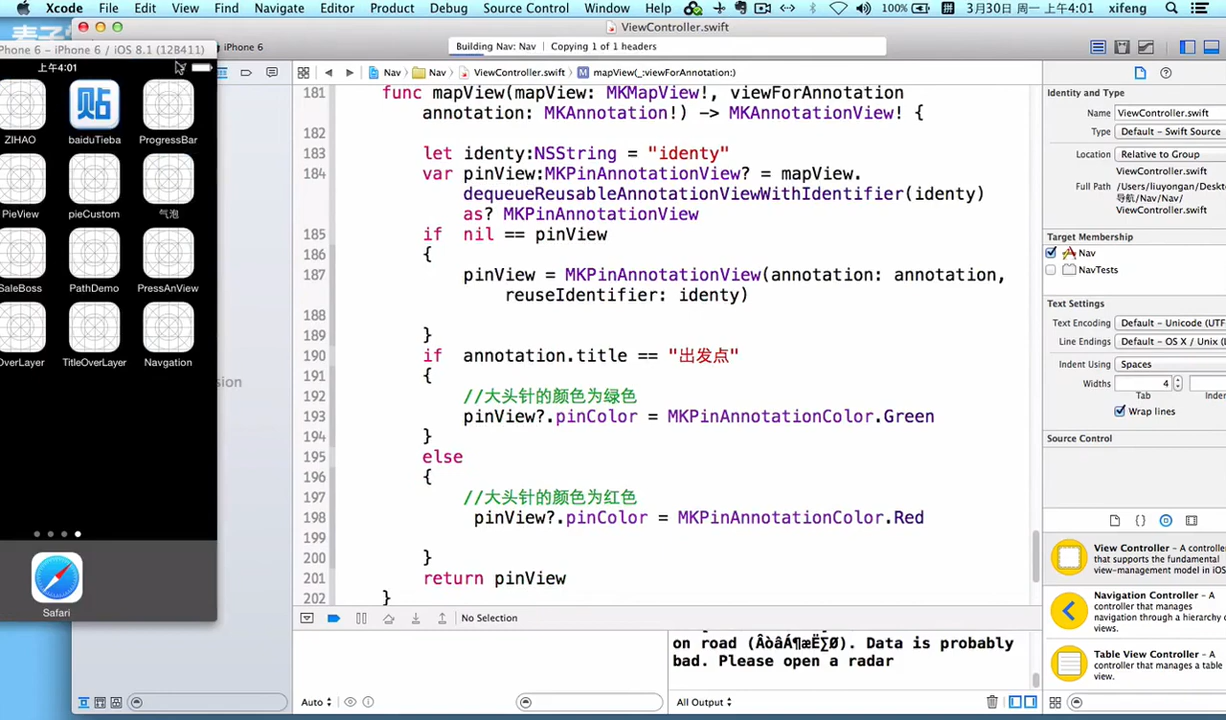 Xcode File Edit View Find Navigate Editor Product Debug Source Control Window Help 100% 3月30日 周一 上午4:01 xifeng
ViewController.swift
Phone 6 – iPhone 6 / iOS 8.1 (12B411)
iPhone 6
Building Nav: Nav | Copying 1 of 1 headers
上午4:01
Nav Nav ViewController.swift M mapView(_:viewForAnnotation:)
ZIHAO
贴
baiduTieba
ProgressBar
PieView
pieCustom
气泡
SaleBoss
PathDemo
PressAnView
OverLayer
TitleOverLayer
Navgation
Safari
sion
181 func mapView(mapView: MKMapView!, viewForAnnotation
annotation: MKAnnotation!) -> MKAnnotationView! {
182
183 let identy:NSString = "identy"
184 var pinView:MKPinAnnotationView? = mapView.
dequeueReusableAnnotationViewWithIdentifier(identy)
as? MKPinAnnotationView
185 if nil == pinView
186 {
187 pinView = MKPinAnnotationView(annotation: annotation,
reuseIdentifier: identy)
188
189 }
190 if annotation.title == "出发点"
191 {
192 //大头针的颜色为绿色
193 pinView?.pinColor = MKPinAnnotationColor.Green
194 }
195 else
196 {
197 //大头针的颜色为红色
198 pinView?.pinColor = MKPinAnnotationColor.Red
199
200 }
201 return pinView
202 }
No Selection
on road (ÂòâÁ¶æË∑Ø). Data is probably
bad. Please open a radar
Auto
All Output
Identity and Type
Name ViewController.swift
Type Default – Swift Source
Location Relative to Group
ViewController.swift
Full Path /Users/liuyongan/Deskto
导航/Nav/Nav/
ViewController.swift
Target Membership
Nav
NavTests
Text Settings
Text Encoding Default – Unicode (UTF
Line Endings Default – OS X / Unix (L
Indent Using Spaces
Widths 4
Tab Inden
Wrap lines
Source Control
View Controller – A controller
that supports the fundamental
view-management model in iOS
Navigation Controller – A
controller that manages
navigation through a hierarchy o
views.
Table View Controller – A
controller that manages a table
view.